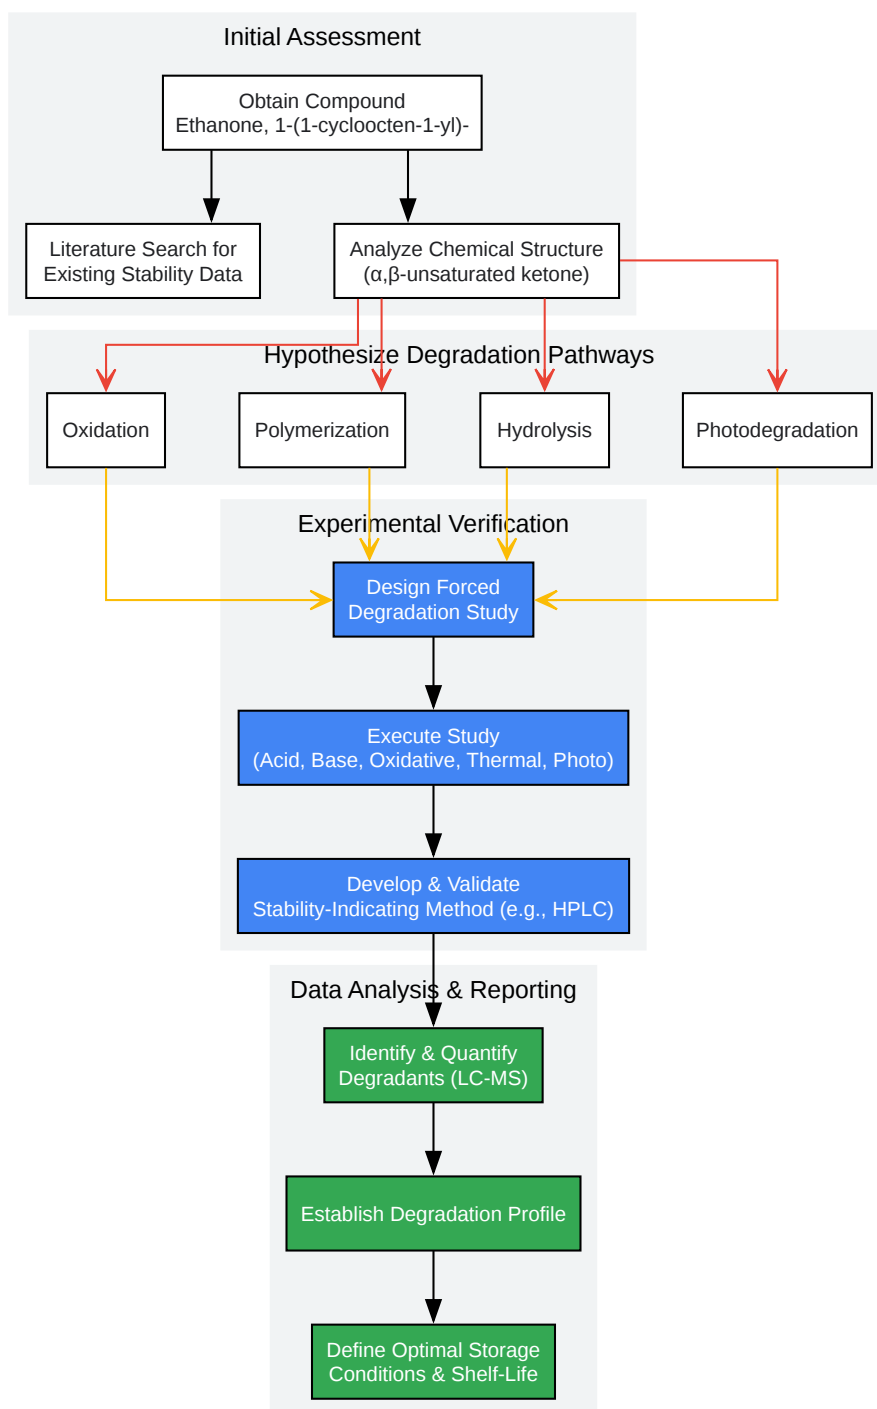 Initial Assessment
Obtain Compound
Ethanone, 1-(1-cycloocten-1-yl)-
Literature Search for
Existing Stability Data
Analyze Chemical Structure
(α,β-unsaturated ketone)
Hypothesize Degradation Pathways
Oxidation
Polymerization
Hydrolysis
Photodegradation
Experimental Verification
Design Forced
Degradation Study
Execute Study
(Acid, Base, Oxidative, Thermal, Photo)
Develop & Validate
Stability-Indicating Method (e.g., HPLC)
Data Analysis & Reporting
Identify & Quantify
Degradants (LC-MS)
Establish Degradation Profile
Define Optimal Storage
Conditions & Shelf-Life